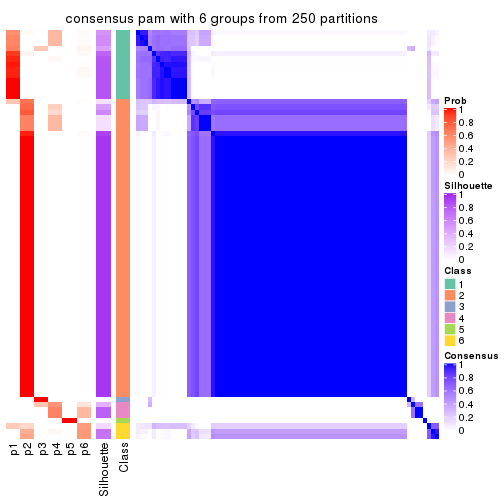 consensus pam with 6 groups from 250 partitions
Prob
1
0.8
0.6
0.4
0.2
0
Silhouette
1
0.8
0.6
0.4
0.2
0
Class
1
2
3
4
5
6
Consensus
1
0.8
0.6
0.4
0.2
0
p1
p2
p3
p4
p5
p6
Silhouette
Class